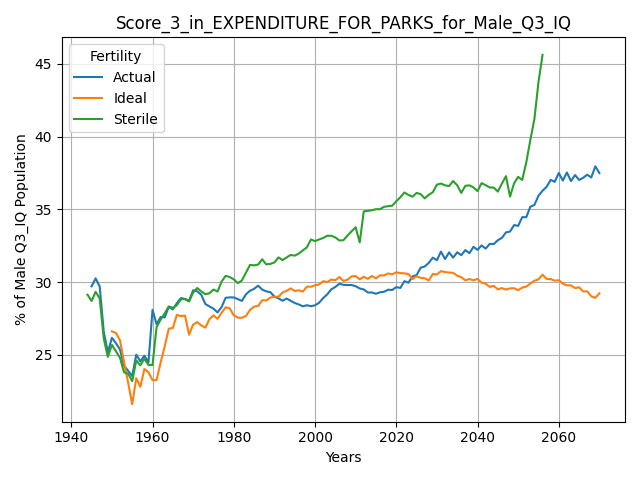 Score_3_in_EXPENDITURE_FOR_PARKS_for_Male_Q3_IQ
Fertility
Actual
Ideal
Sterile
% of Male Q3_IQ Population
45
40
35
30
25
1940 1960 1980 2000 2020 2040 2060
Years